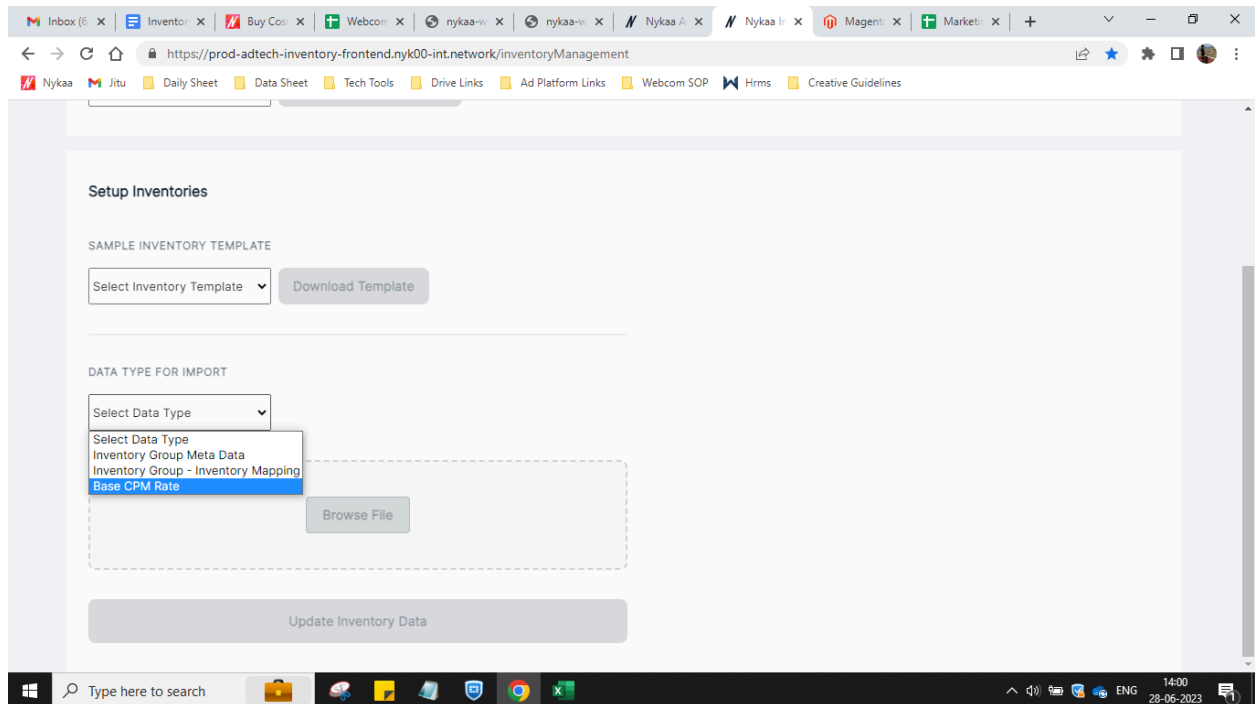 Inbox (6, Inventor Buy Cos Webcom nykaa-w nykaa-w Nykaa A Nykaa In Magent Marketin
https://prod-adtech-inventory-frontend.nyk00-int.network/inventoryManagement
Nykaa Jitu Daily Sheet Data Sheet Tech Tools Drive Links Ad Platform Links Webcom SOP Hrms Creative Guidelines
Setup Inventories
SAMPLE INVENTORY TEMPLATE
Select Inventory Template Download Template
DATA TYPE FOR IMPORT
Select Data Type
Select Data Type
Inventory Group Meta Data
Inventory Group - Inventory Mapping
Base CPM Rate
Browse File
Update Inventory Data
Type here to search ENG 14:00
28-06-2023